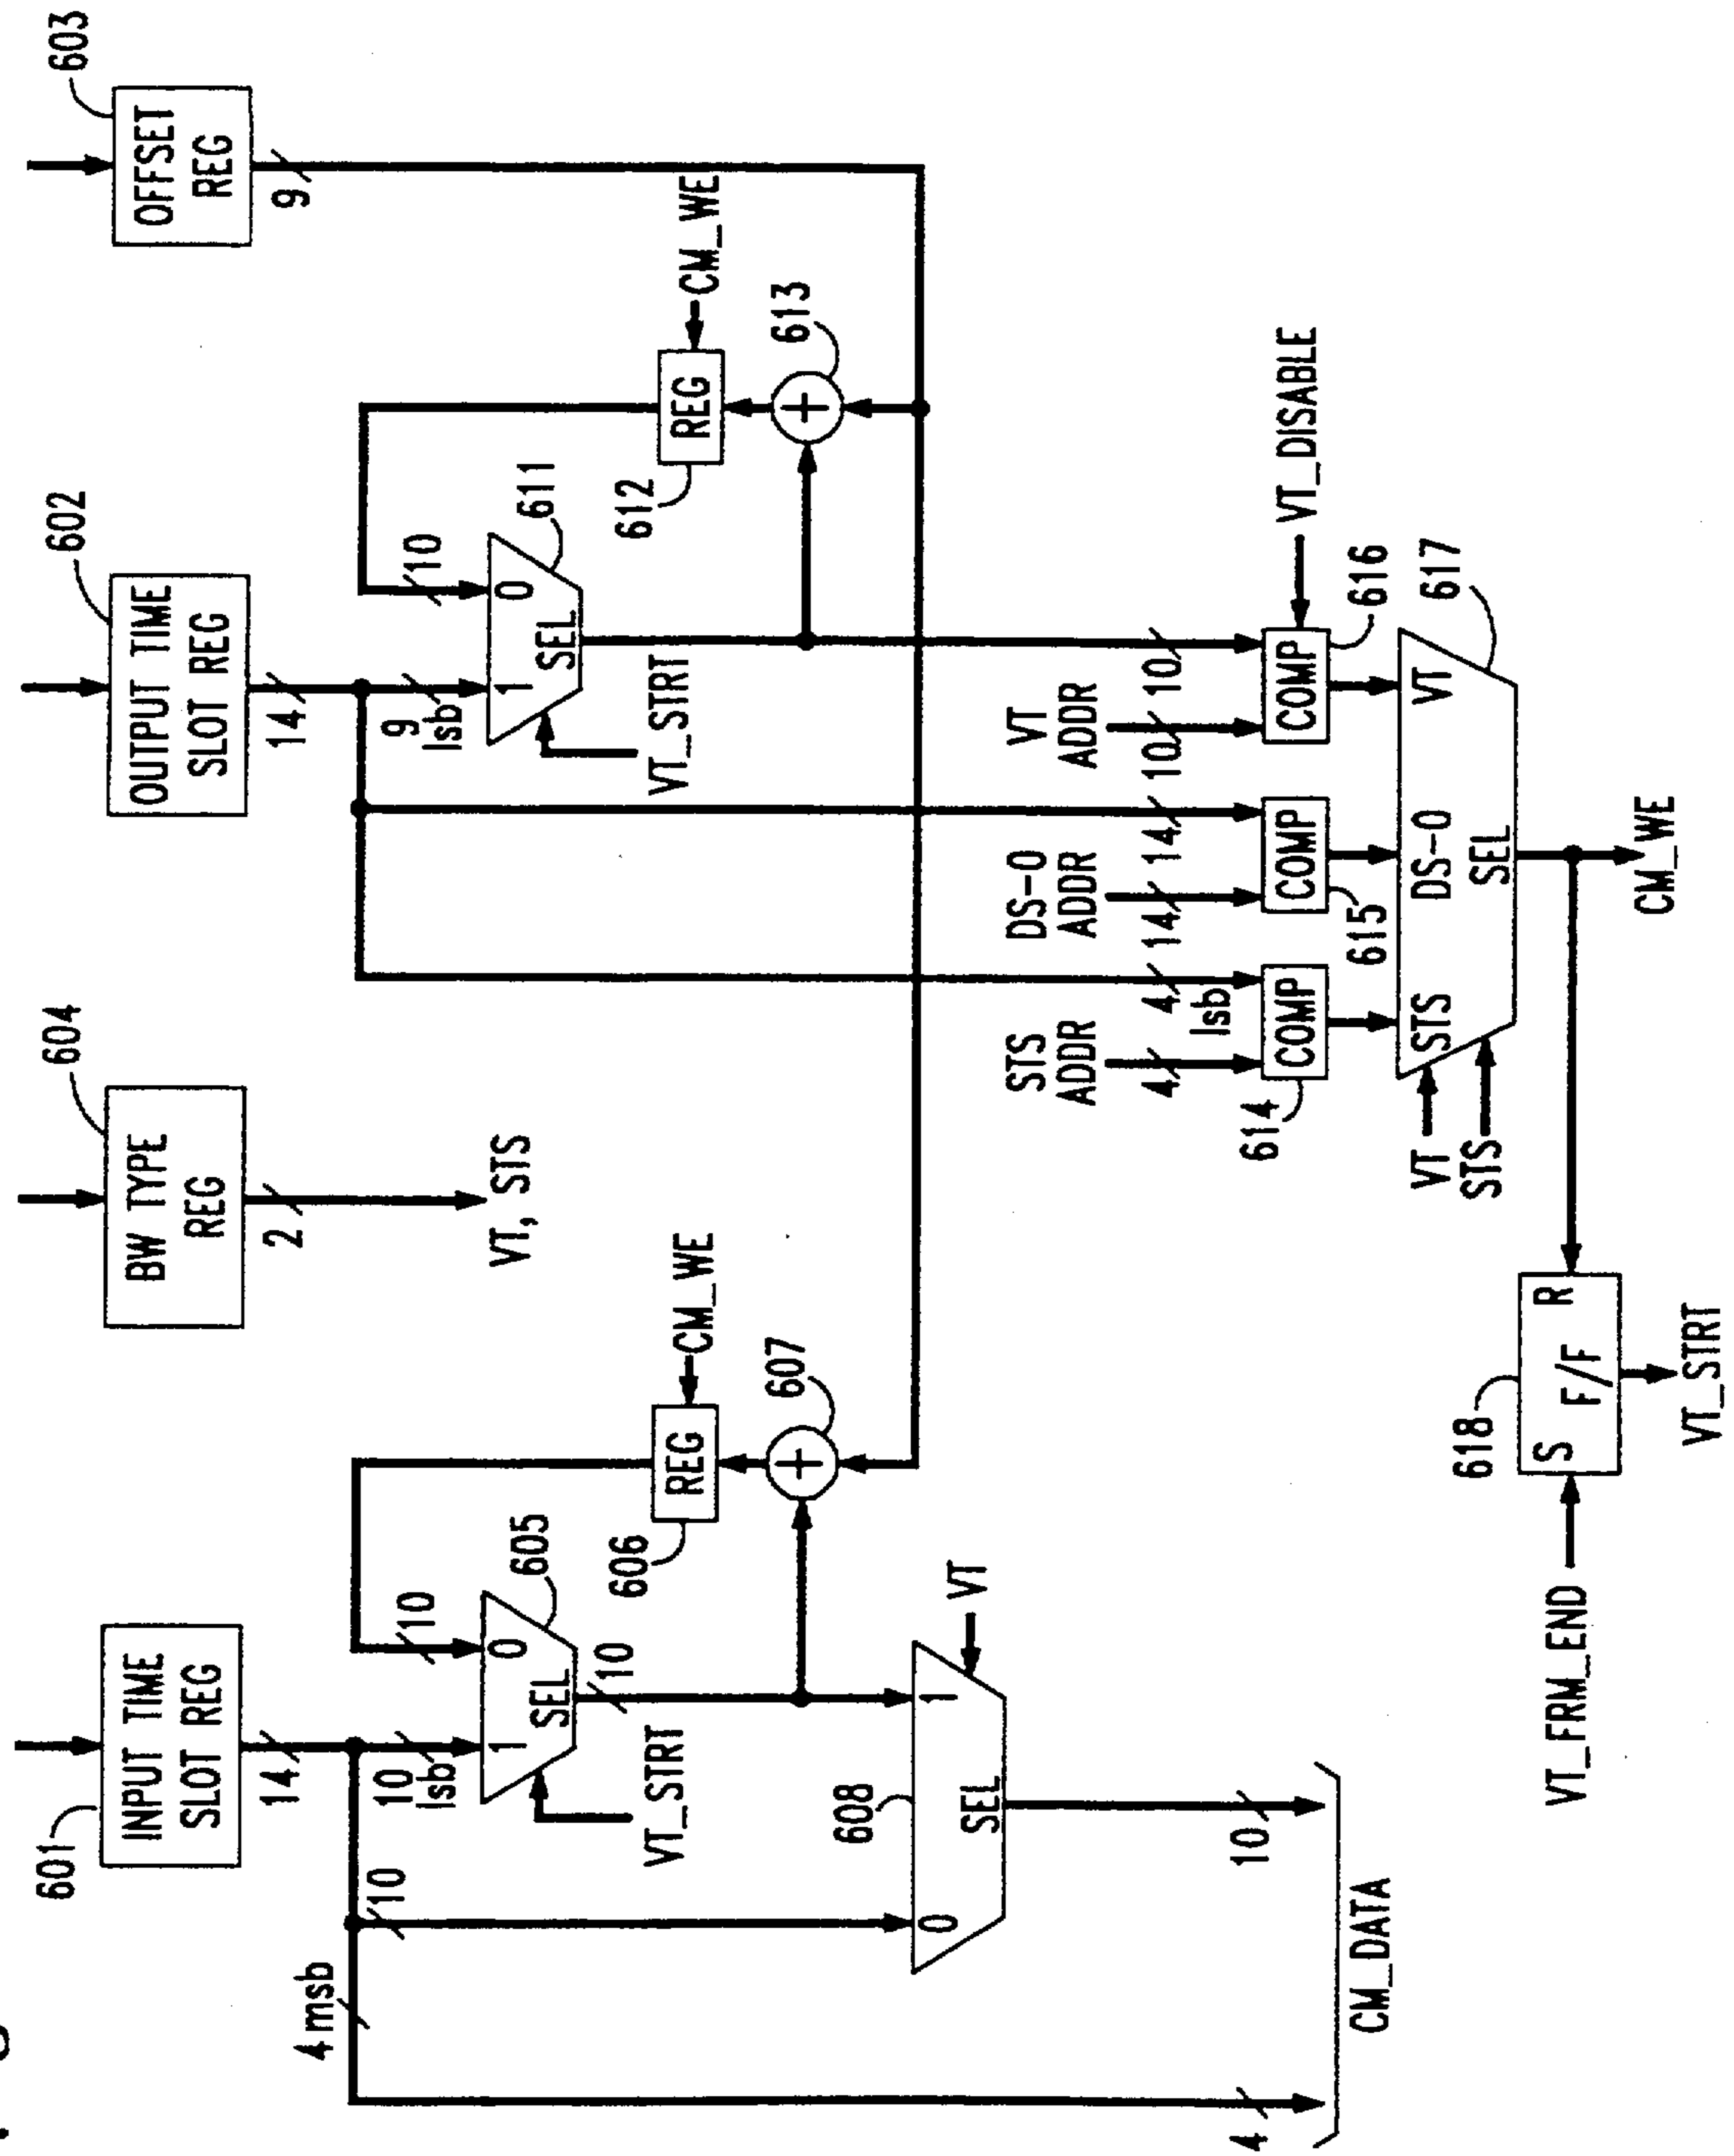 601
INPUT TIME
SLOT REG
14
604
BW TYPE
REG
2
VT, STS
602
OUTPUT TIME
SLOT REG
14
603
OFFSET
REG
9
4 msb
10
10
lsb
10
1
0
SEL
605
VT_STRT
10
606
REG
CM_WE
+
607
9
lsb
10
1
0
SEL
611
VT_STRT
612
REG
CM_WE
+
613
608
0
1
SEL
VT
4
10
CM_DATA
STS
ADDR
4
4
lsb
DS-0
ADDR
14
14
VT
ADDR
10
10
VT_DISABLE
614
COMP
615
COMP
COMP
616
STS
DS-0
VT
SEL
617
VT
STS
CM_WE
618
S
R
F/F
VT_FRM_END
VT_STRT